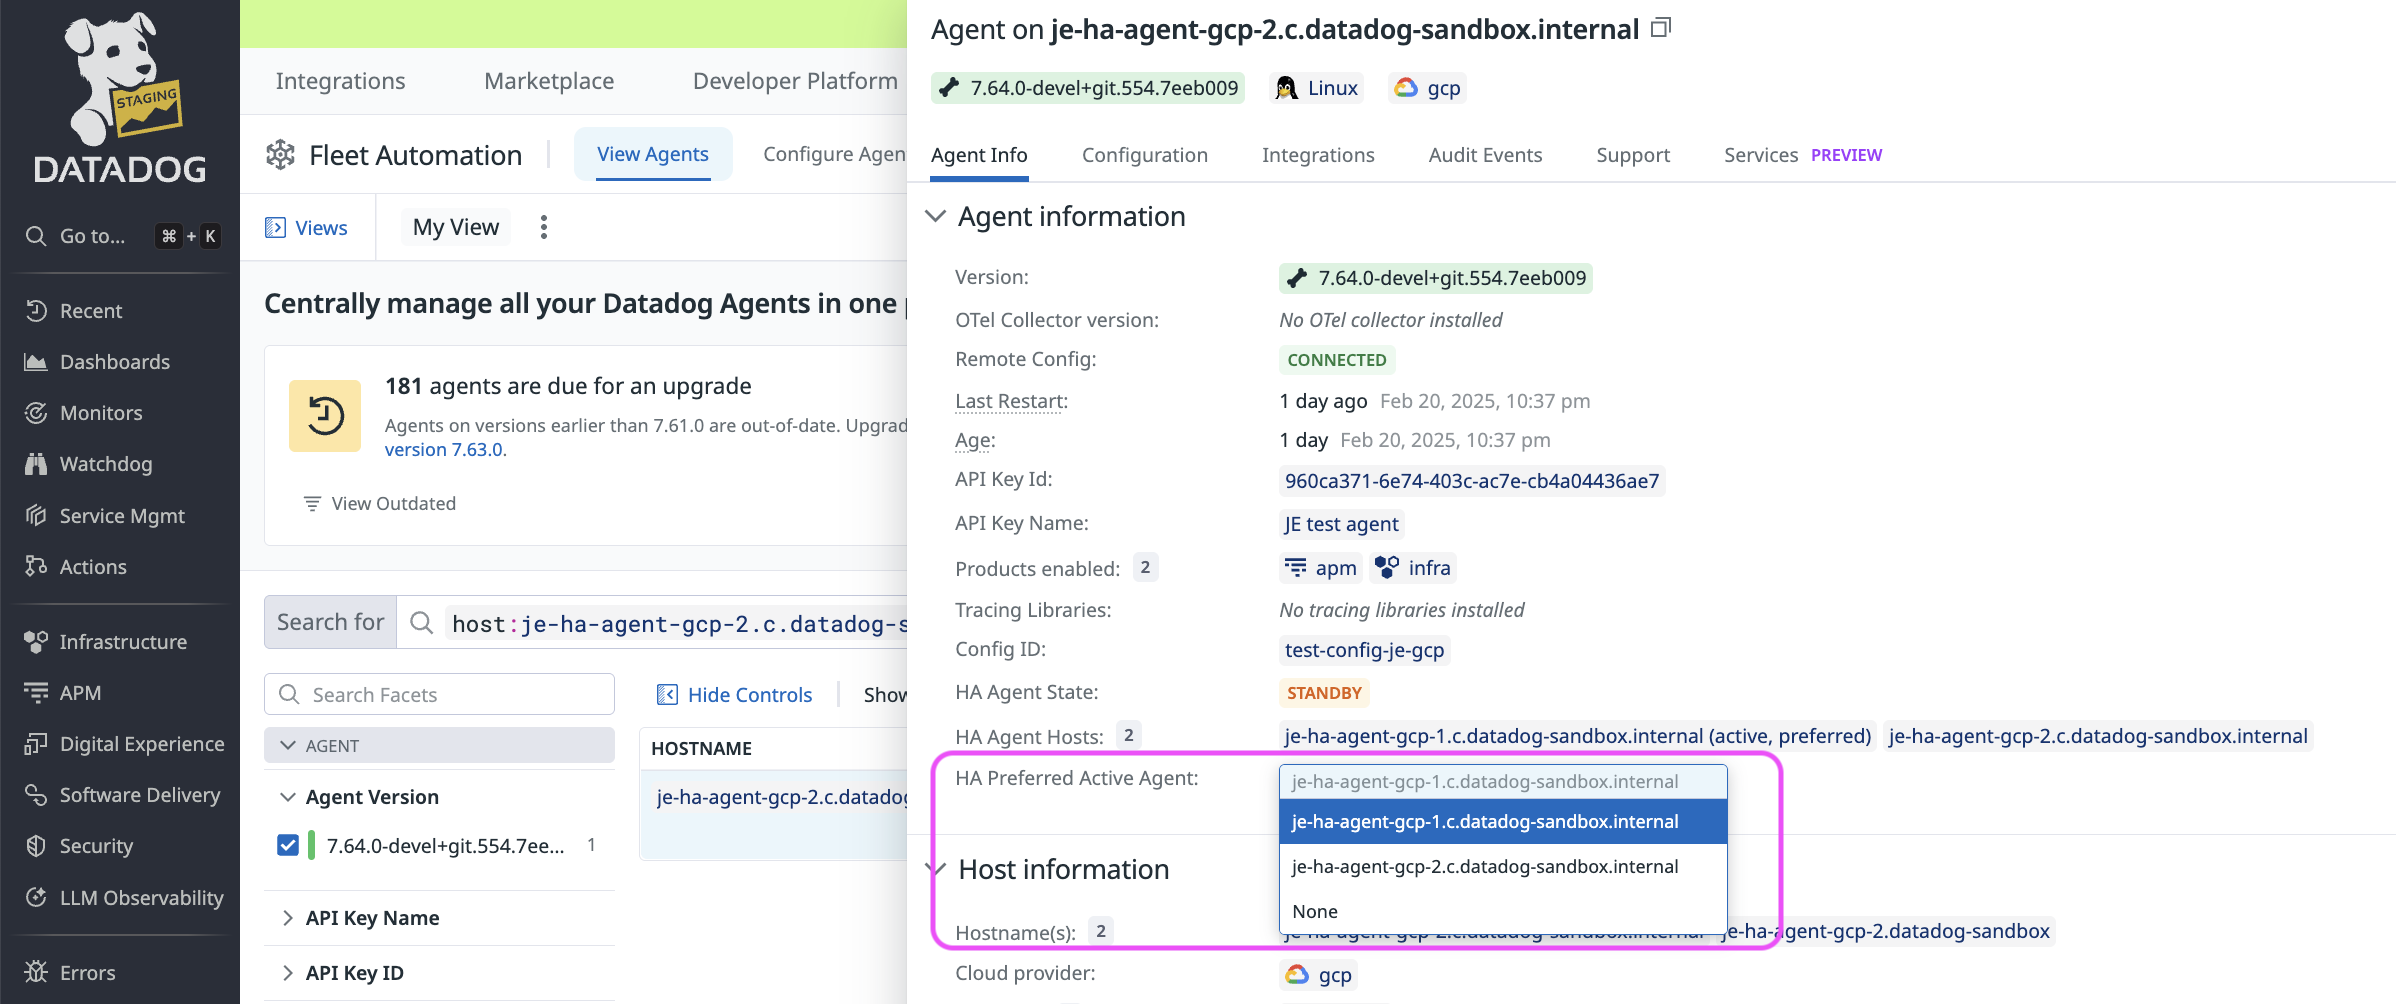 STAGING
DATADOG
Go to... ⌘ + K
Recent
Dashboards
Monitors
Watchdog
Service Mgmt
Actions
Infrastructure
APM
Digital Experience
Software Delivery
Security
LLM Observability
Errors
Integrations Marketplace Developer Platform
Fleet Automation View Agents Configure Agen
Views My View
Centrally manage all your Datadog Agents in one
181 agents are due for an upgrade
Agents on versions earlier than 7.61.0 are out-of-date. Upgrad
version 7.63.0.
View Outdated
Search for host:je-ha-agent-gcp-2.c.datadog-s
Search Facets
Hide Controls Show
AGENT
HOSTNAME
Agent Version
je-ha-agent-gcp-2.c.datadog
7.64.0-devel+git.554.7ee... 1
API Key Name
API Key ID
Agent on je-ha-agent-gcp-2.c.datadog-sandbox.internal
7.64.0-devel+git.554.7eeb009 Linux gcp
Agent Info Configuration Integrations Audit Events Support Services PREVIEW
Agent information
Version: 7.64.0-devel+git.554.7eeb009
OTel Collector version: No OTel collector installed
Remote Config: CONNECTED
Last Restart: 1 day ago Feb 20, 2025, 10:37 pm
Age: 1 day Feb 20, 2025, 10:37 pm
API Key Id: 960ca371-6e74-403c-ac7e-cb4a04436ae7
API Key Name: JE test agent
Products enabled: 2 apm infra
Tracing Libraries: No tracing libraries installed
Config ID: test-config-je-gcp
HA Agent State: STANDBY
HA Agent Hosts: 2 je-ha-agent-gcp-1.c.datadog-sandbox.internal (active, preferred) je-ha-agent-gcp-2.c.datadog-sandbox.internal
HA Preferred Active Agent: je-ha-agent-gcp-1.c.datadog-sandbox.internal
je-ha-agent-gcp-1.c.datadog-sandbox.internal
je-ha-agent-gcp-2.c.datadog-sandbox.internal
None
Host information
Hostname(s): 2 je-ha-agent-gcp-2.c.datadog-sandbox.internal je-ha-agent-gcp-2.datadog-sandbox
Cloud provider: gcp